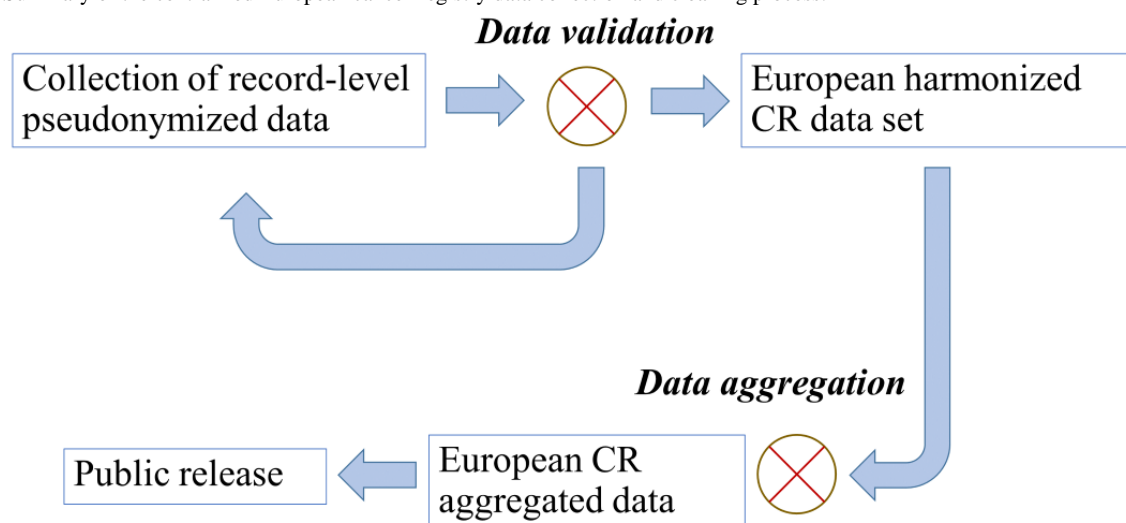 Data validation
Collection of record-level
pseudonymized data
European harmonized
CR data set
Data aggregation
Public release
European CR
aggregated data